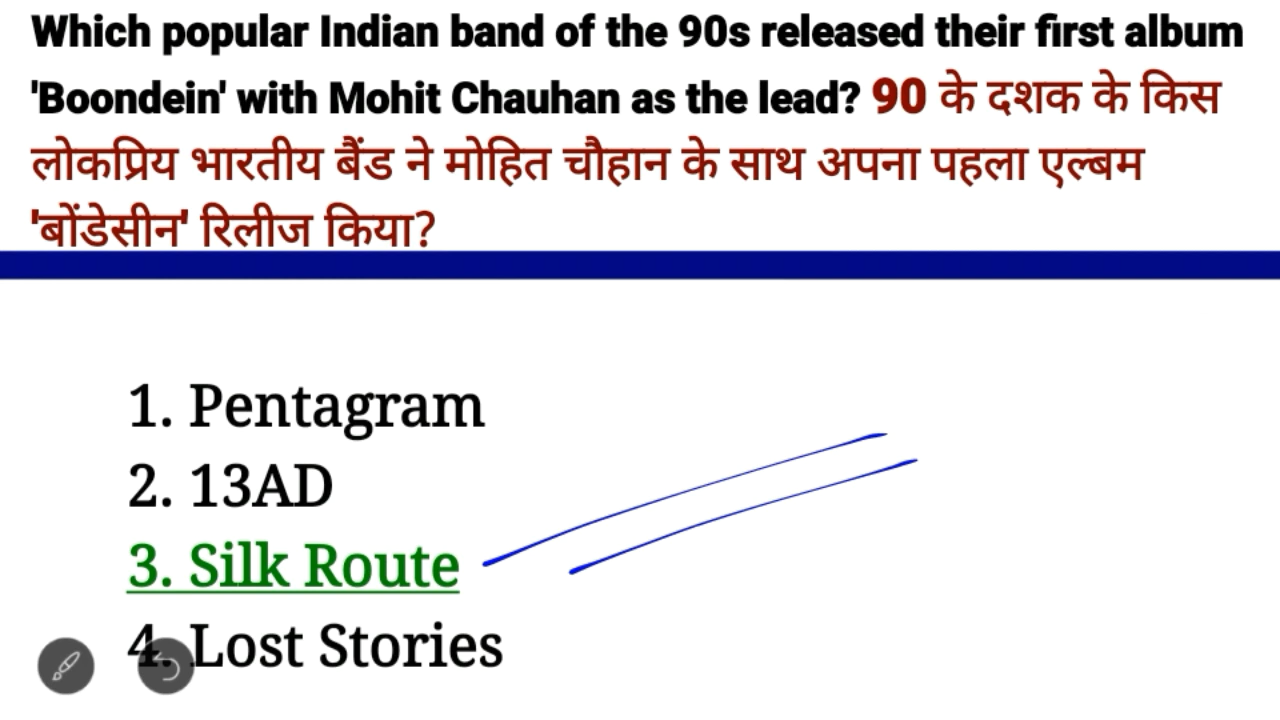 Which popular Indian band of the 90s released their first album
'Boondein' with Mohit Chauhan as the lead? 90 के दशक के किस
लोकप्रिय भारतीय बैंड ने मोहित चौहान के साथ अपना पहला एल्बम
'बोंडेसीन' रिलीज किया?
1. Pentagram
2. 13AD
3. Silk Route
4. Lost Stories